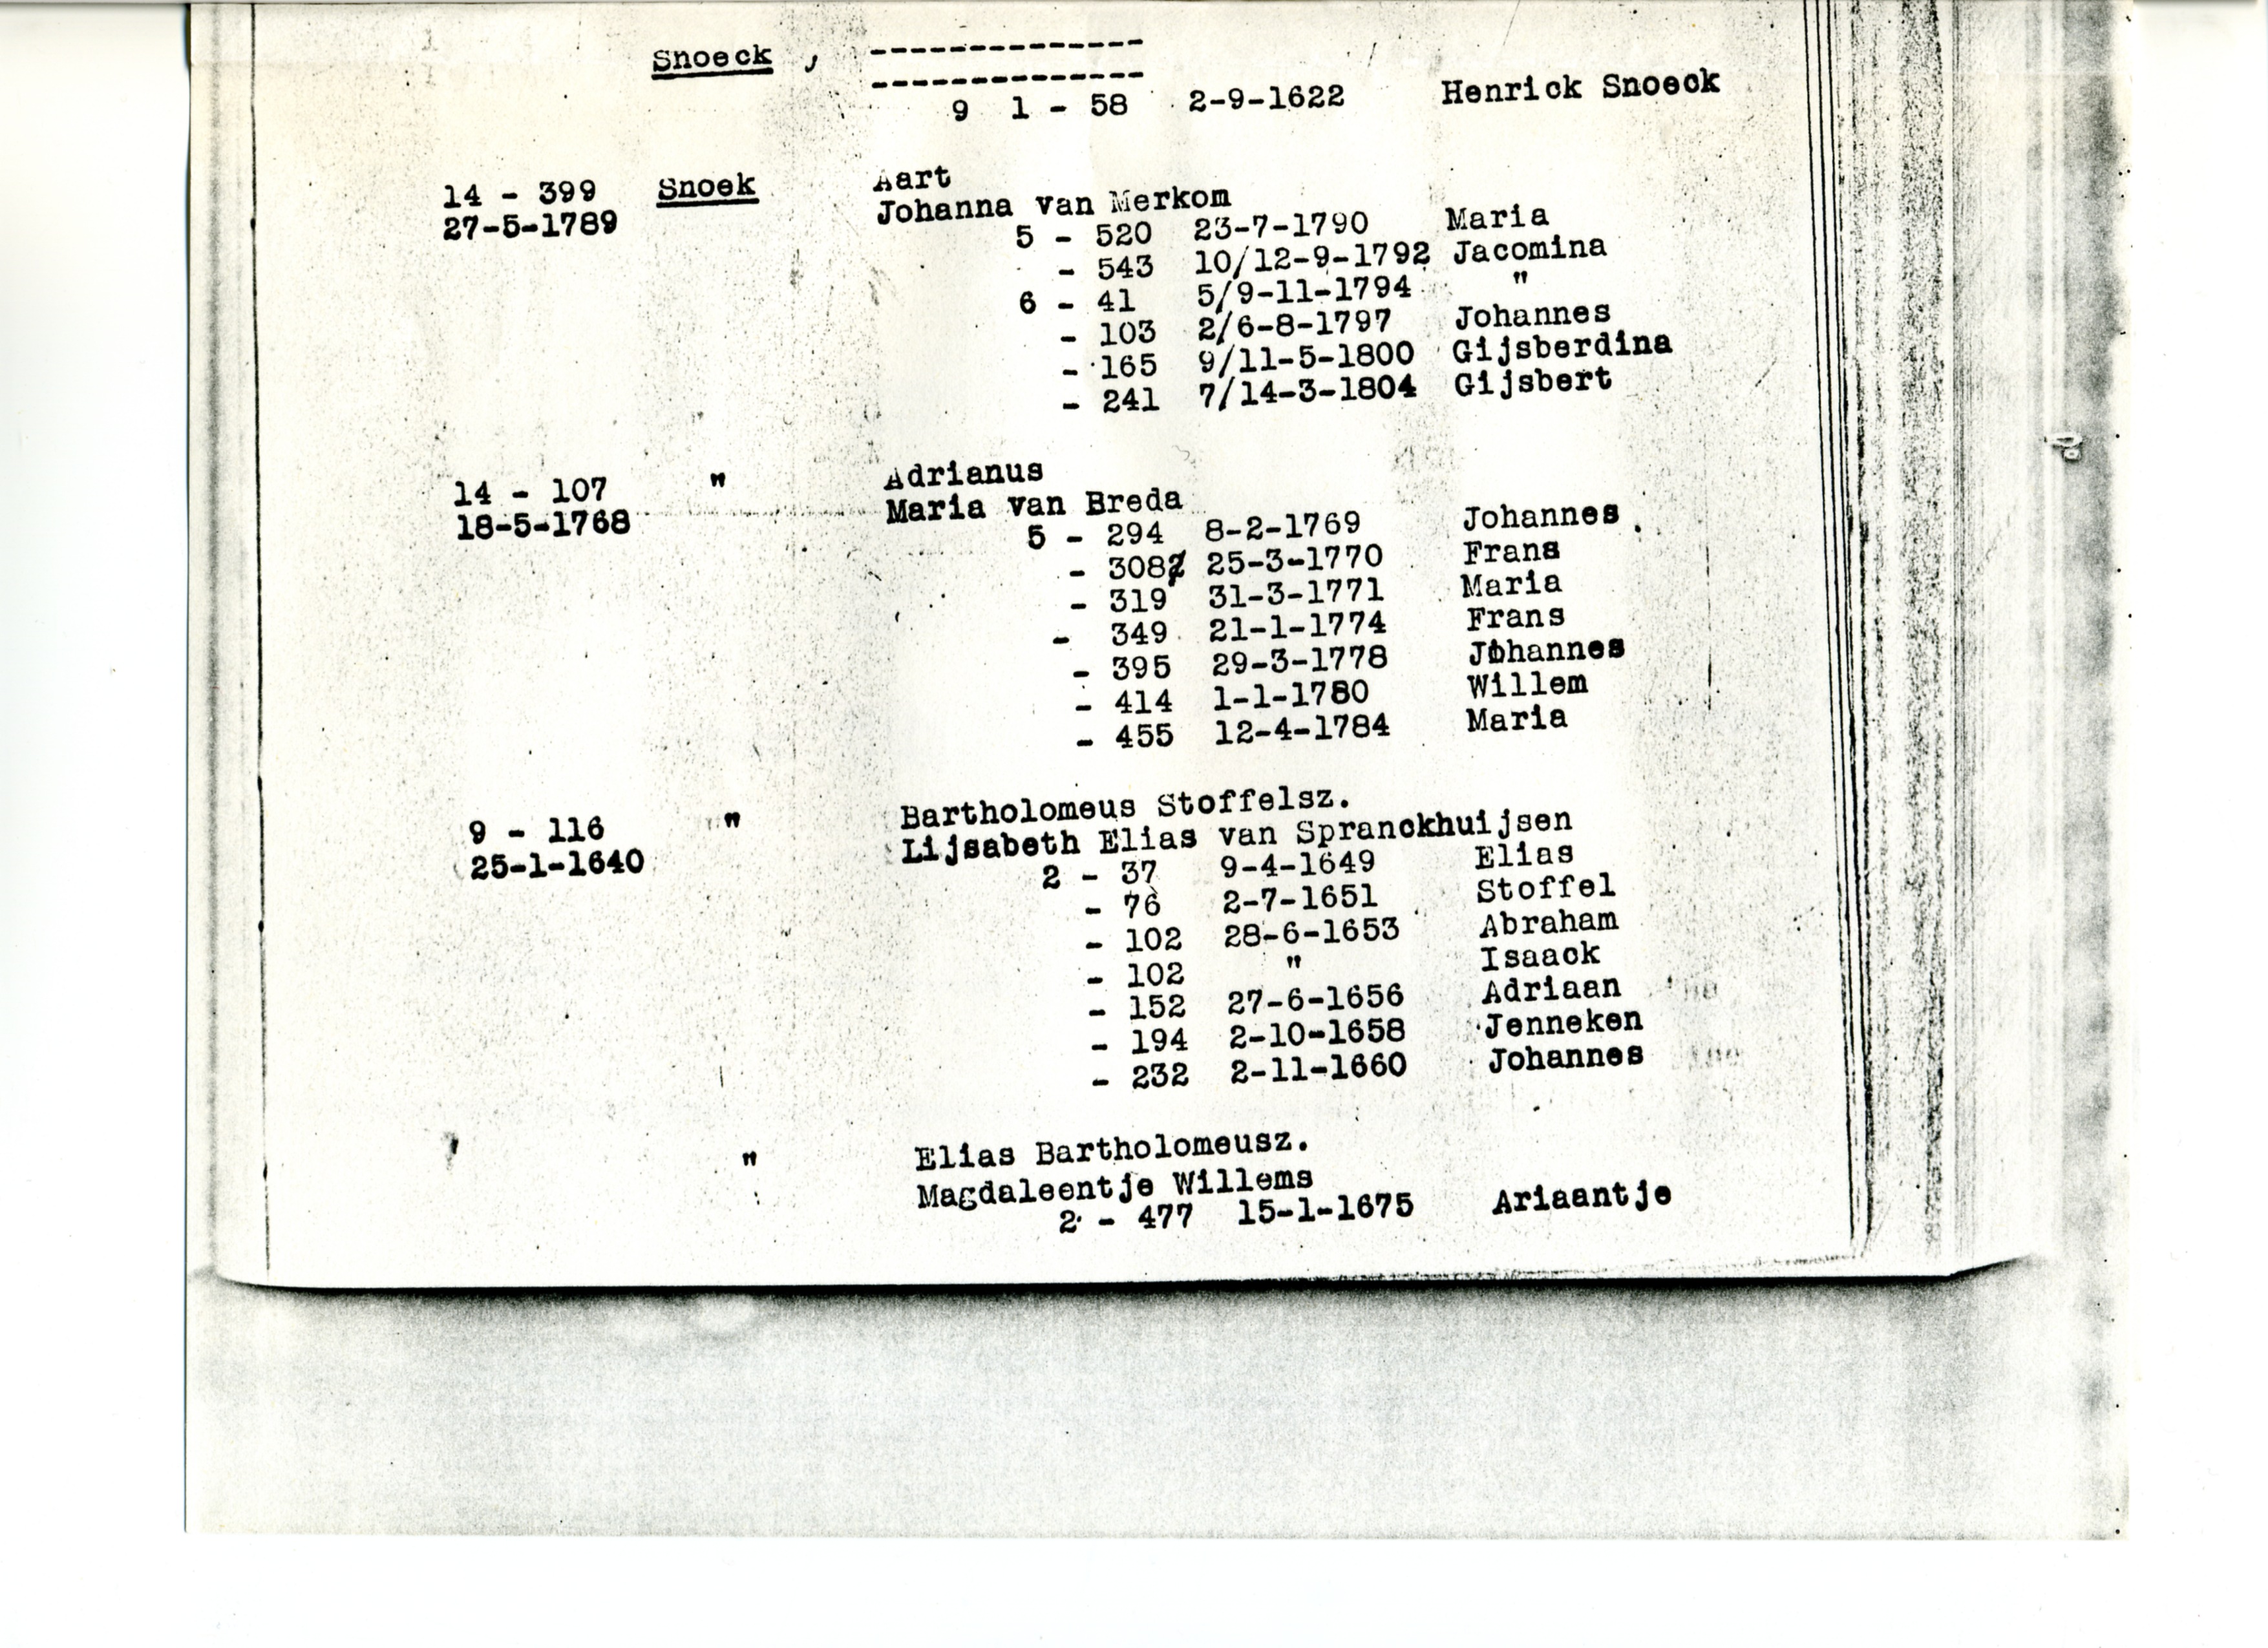 Snoeck , --------------
--------------
9 1 - 58 2-9-1622 Henrick Snoeck
14 - 399 Snoek Aart
27-5-1789 Johanna van Merkom
5 - 520 23-7-1790 Maria
- 543 10/12-9-1792 Jacomina
6 - 41 5/9-11-1794 "
- 103 2/6-8-1797 Johannes
- 165 9/11-5-1800 Gijsberdina
- 241 7/14-3-1804 Gijsbert
14 - 107 " Adrianus
18-5-1768 Maria van Breda
5 - 294 8-2-1769 Johannes
- 308 25-3-1770 Frans
- 319 31-3-1771 Maria
- 349 21-1-1774 Frans
- 395 29-3-1778 Johannes
- 414 1-1-1780 Willem
- 455 12-4-1784 Maria
9 - 116 " Bartholomeus Stoffelsz.
25-1-1640 Lijsabeth Elias van Spranckhuijsen
2 - 37 9-4-1649 Elias
- 76 2-7-1651 Stoffel
- 102 28-6-1653 Abraham
- 102 " Isaack
- 152 27-6-1656 Adriaan
- 194 2-10-1658 Jenneken
- 232 2-11-1660 Johannes
" Elias Bartholomeusz.
Magdaleentje Willems
2 - 477 15-1-1675 Ariaantje